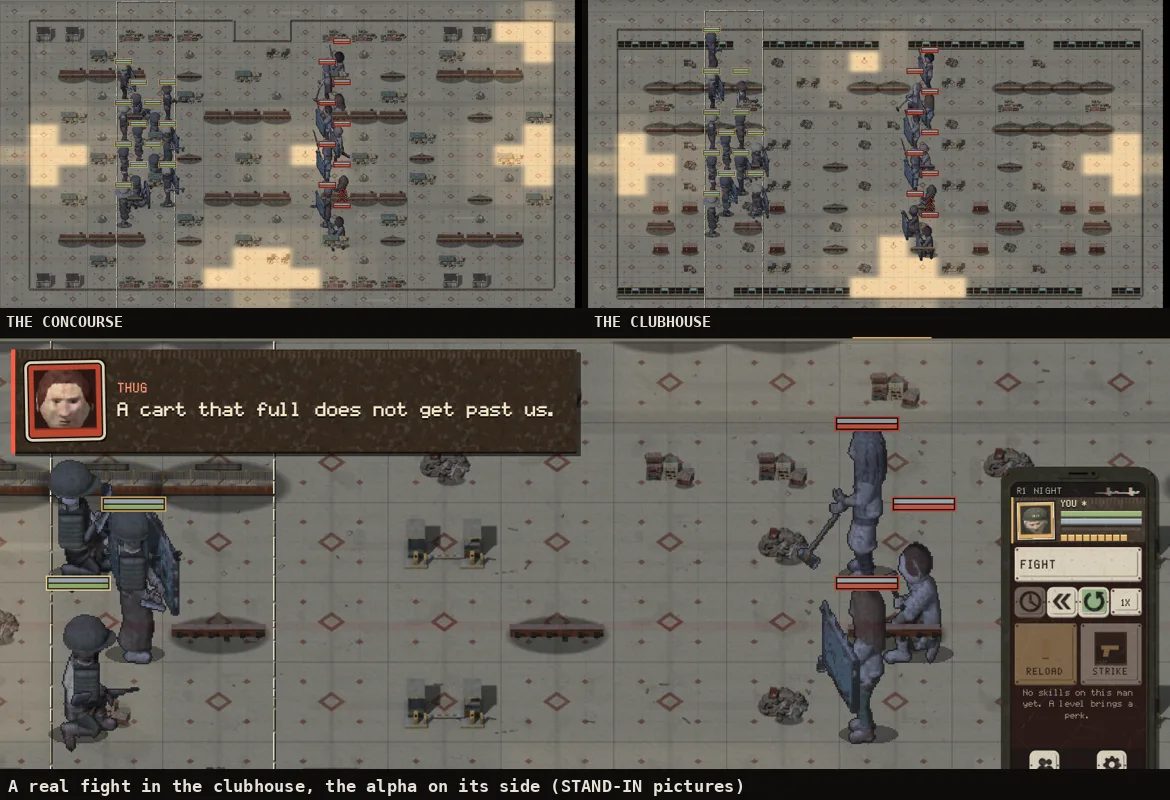 THE CONCOURSE
THE CLUBHOUSE
THUG
A cart that full does not get past us.
R1 NIGHT
YOU *
FIGHT
1X
RELOAD
STRIKE
No skills on this man
yet. A level brings a
perk.
A real fight in the clubhouse, the alpha on its side (STAND-IN pictures)